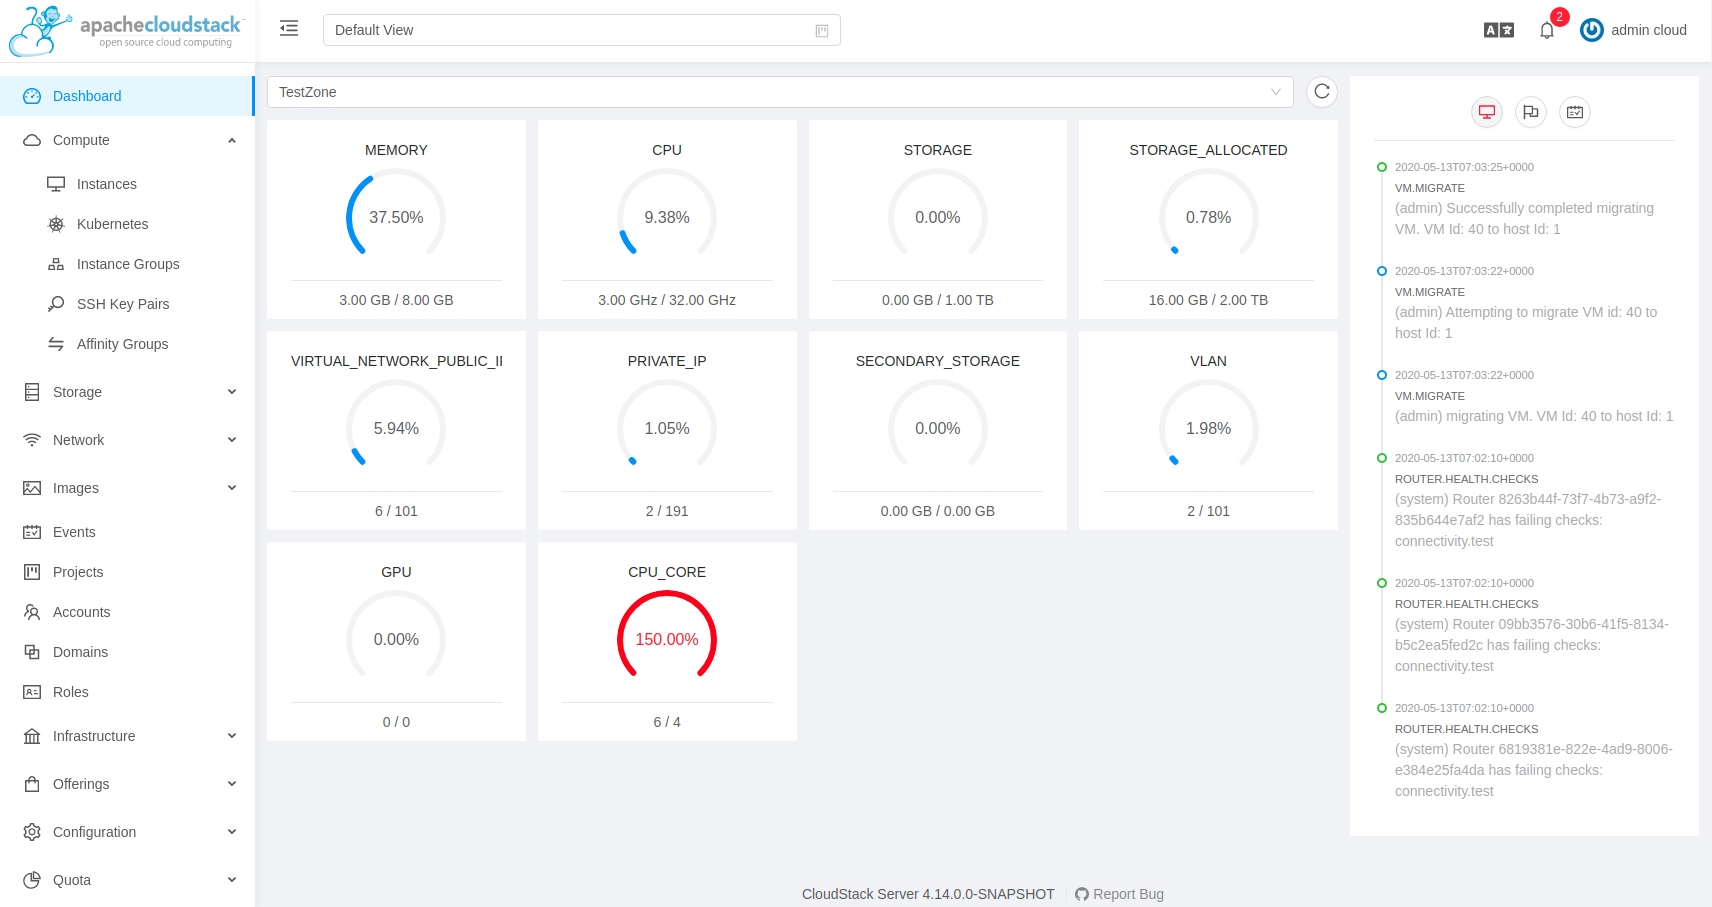 apachecloudstack
open source cloud computing
Default View
2
admin cloud
Dashboard
Compute
Instances
Kubernetes
Instance Groups
SSH Key Pairs
Affinity Groups
Storage
Network
Images
Events
Projects
Accounts
Domains
Roles
Infrastructure
Offerings
Configuration
Quota
TestZone
MEMORY
37.50%
3.00 GB / 8.00 GB
CPU
9.38%
3.00 GHz / 32.00 GHz
STORAGE
0.00%
0.00 GB / 1.00 TB
STORAGE_ALLOCATED
0.78%
16.00 GB / 2.00 TB
VIRTUAL_NETWORK_PUBLIC_I
5.94%
6 / 101
PRIVATE_IP
1.05%
2 / 191
SECONDARY_STORAGE
0.00%
0.00 GB / 0.00 GB
VLAN
1.98%
2 / 101
GPU
0.00%
0 / 0
CPU_CORE
150.00%
6 / 4
2020-05-13T07:03:25+0000
VM.MIGRATE
(admin) Successfully completed migrating
VM. VM Id: 40 to host Id: 1
2020-05-13T07:03:22+0000
VM.MIGRATE
(admin) Attempting to migrate VM id: 40 to
host Id: 1
2020-05-13T07:03:22+0000
VM.MIGRATE
(admin) migrating VM. VM Id: 40 to host Id: 1
2020-05-13T07:02:10+0000
ROUTER.HEALTH.CHECKS
(system) Router 8263b44f-73f7-4b73-a9f2-
835b644e7af2 has failing checks:
connectivity.test
2020-05-13T07:02:10+0000
ROUTER.HEALTH.CHECKS
(system) Router 09bb3576-30b6-41f5-8134-
b5c2ea5fed2c has failing checks:
connectivity.test
2020-05-13T07:02:10+0000
ROUTER.HEALTH.CHECKS
(system) Router 6819381e-822e-4ad9-8006-
e384e25fa4da has failing checks:
connectivity.test
CloudStack Server 4.14.0.0-SNAPSHOT
Report Bug